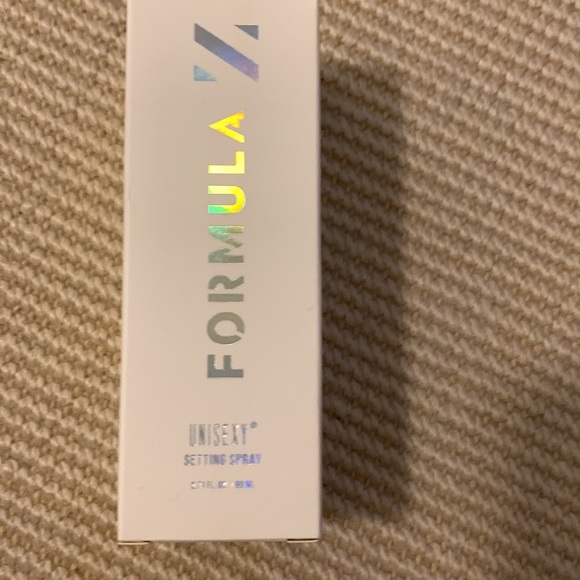 FORMULA Z
UNISEXY®
SETTING SPRAY